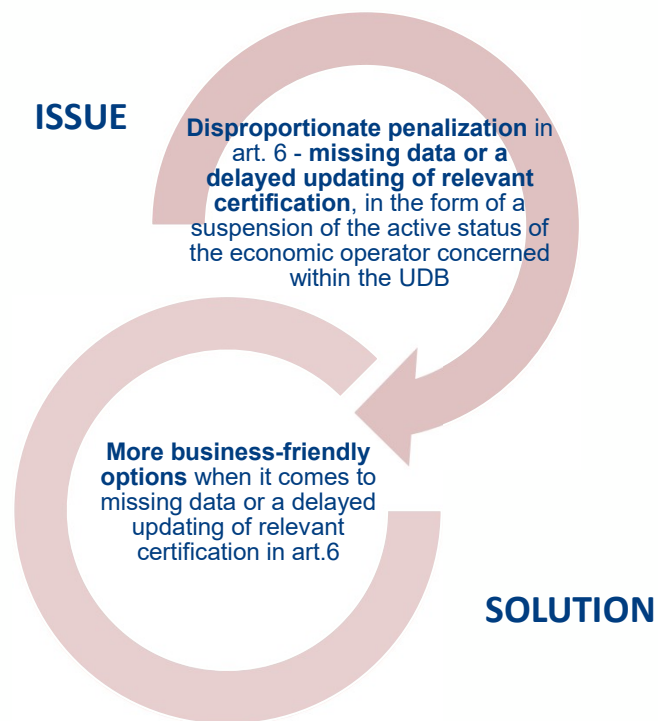 ISSUE
Disproportionate penalization in
art. 6 - missing data or a
delayed updating of relevant
certification, in the form of a
suspension of the active status of
the economic operator concerned
within the UDB
More business-friendly
options when it comes to
missing data or a delayed
updating of relevant
certification in art.6
SOLUTION